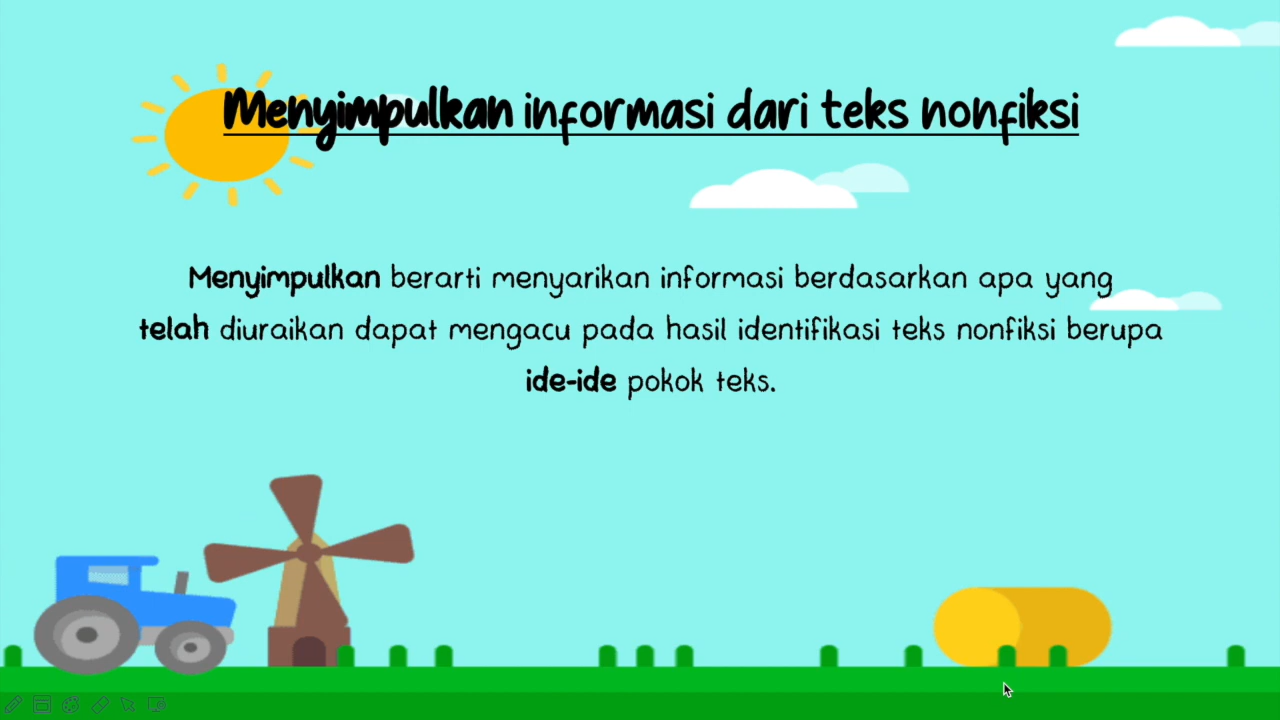 Menyimpulkan informasi dari teks nonfiksi
Menyimpulkan berarti menyarikan informasi berdasarkan apa yang
telah diuraikan dapat mengacu pada hasil identifikasi teks nonfiksi berupa
ide-ide pokok teks.